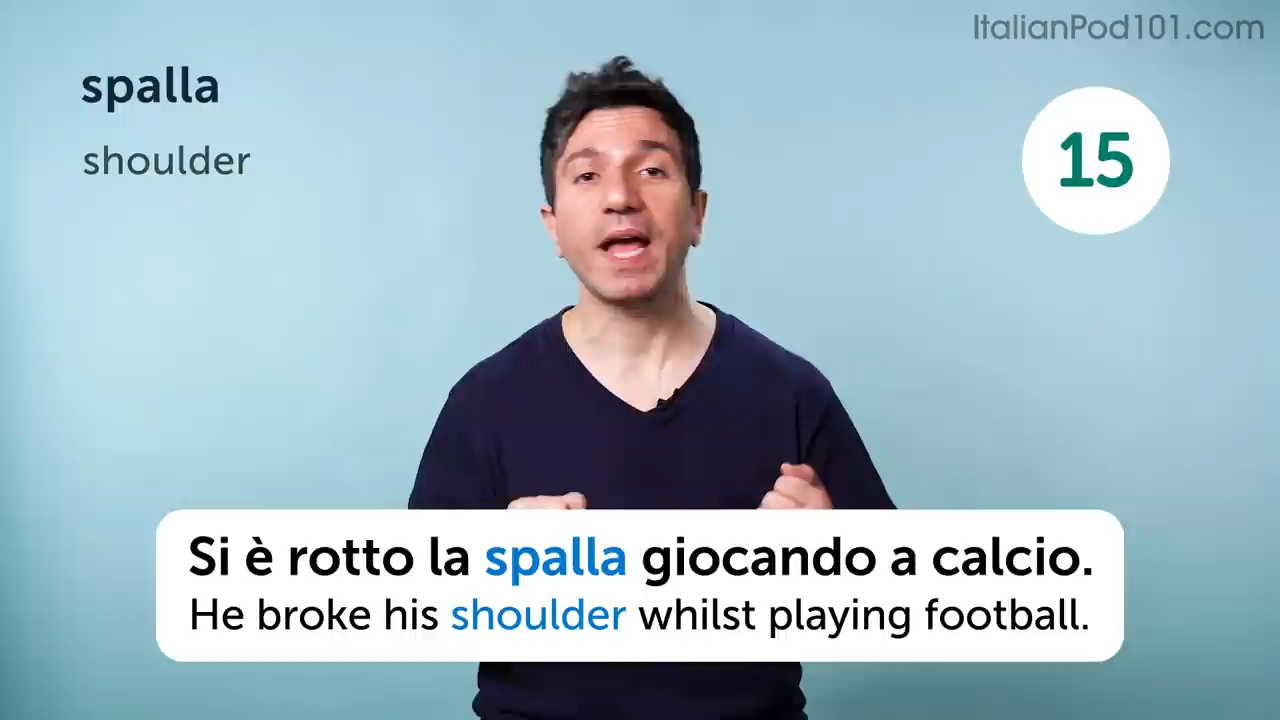 ItalianPod101.com
spalla
shoulder
15
Si è rotto la spalla giocando a calcio.
He broke his shoulder whilst playing football.